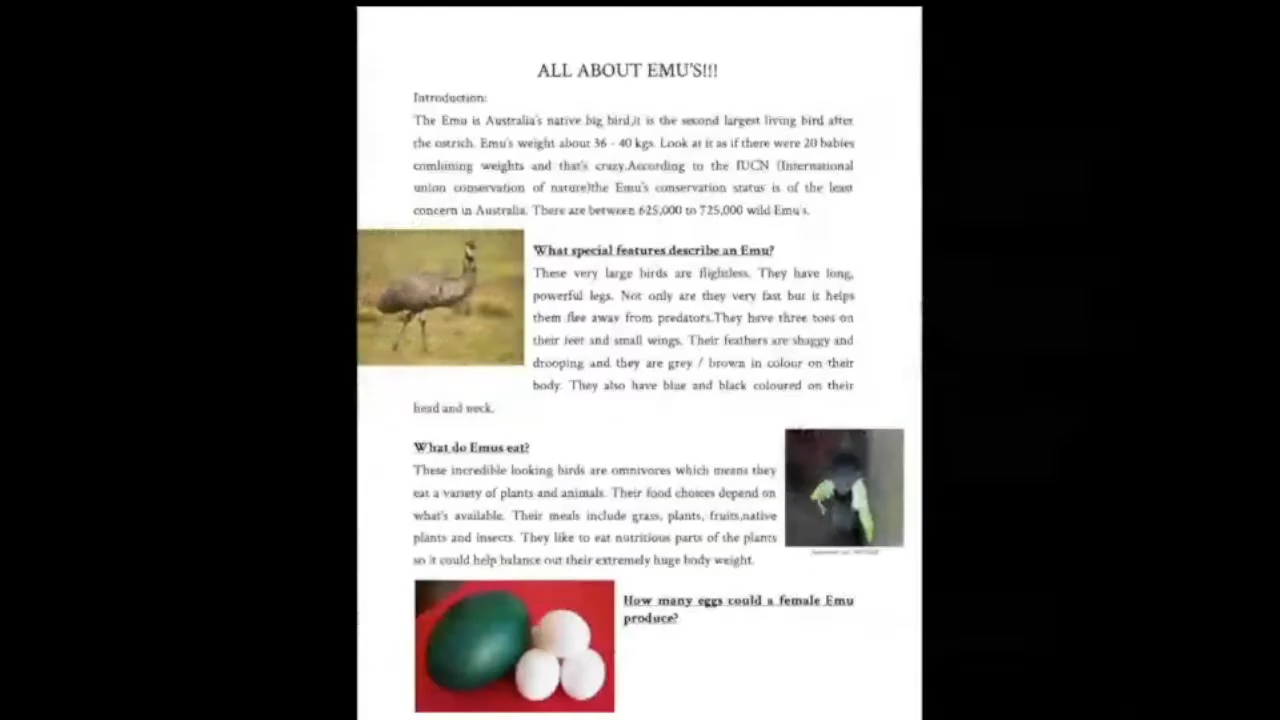 ALL ABOUT EMU'S!!!
Introduction:
The Emu is Australia's native big bird,it is the second largest living bird after
the ostrich. Emu's weight about 36 - 40 kgs. Look at it as if there were 20 babies
combining weights and that's crazy.According to the IUCN (International
union conservation of nature)the Emu's conservation status is of the least
concern in Australia. There are between 625,000 to 725,000 wild Emu's.
What special features describe an Emu?
These very large birds are flightless. They have long,
powerful legs. Not only are they very fast but it helps
them flee away from predators.They have three toes on
their feet and small wings. Their feathers are shaggy and
drooping and they are grey / brown in colour on their
body. They also have blue and black coloured on their
head and neck.
What do Emus eat?
These incredible looking birds are omnivores which means they
eat a variety of plants and animals. Their food choices depend on
what's available. Their meals include grass, plants, fruits,native
plants and insects. They like to eat nutritious parts of the plants
so it could help balance out their extremely huge body weight.
How many eggs could a female Emu
produce?